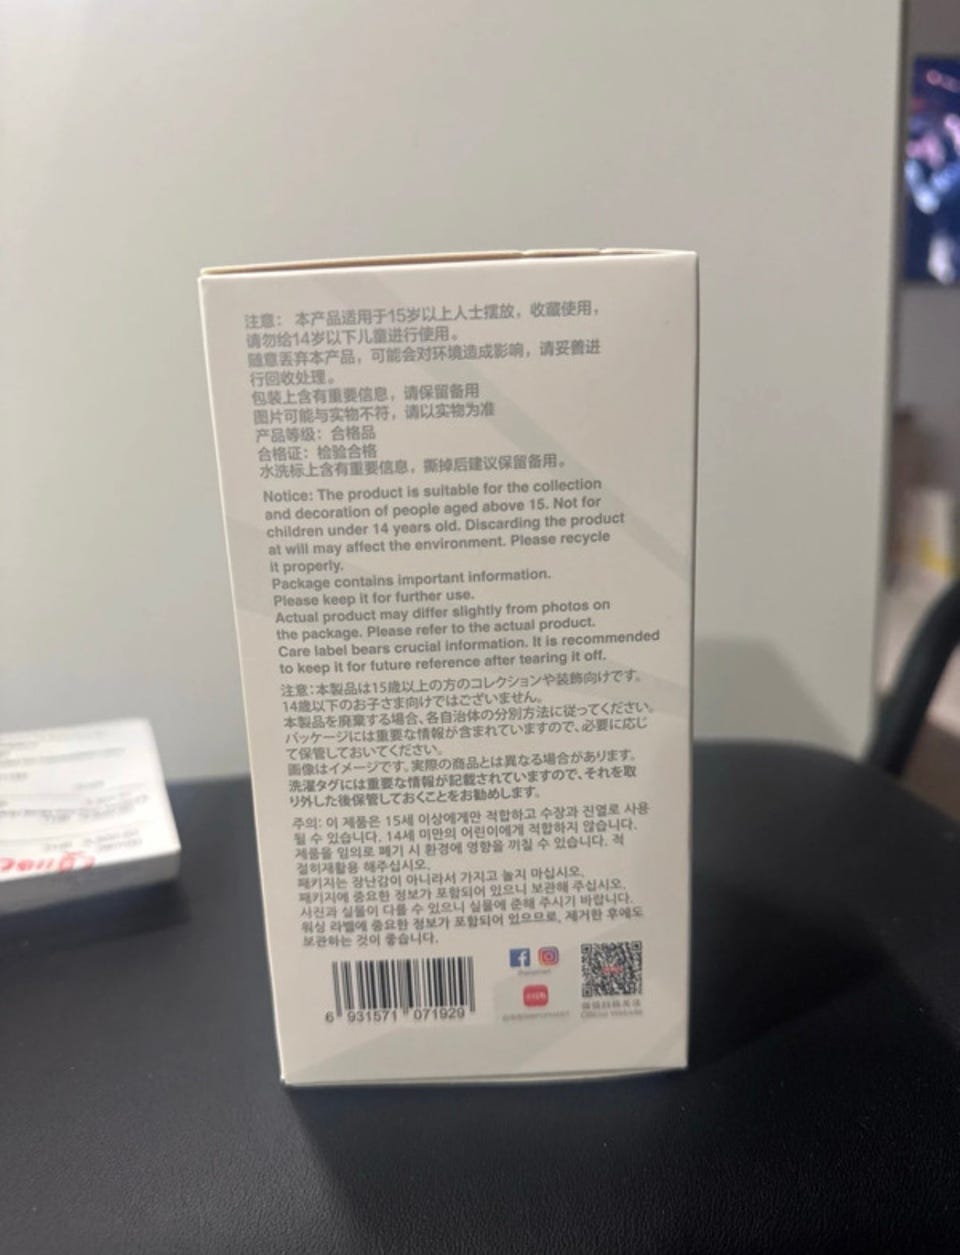 注意： 本产品适用于15岁以上人士摆放，收藏使用，
请勿给14岁以下儿童进行使用。
随意丢弃本产品，可能会对环境造成影响，请妥善进
行回收处理。
包装上含有重要信息，请保留备用
图片可能与实物不符，请以实物为准
产品等级：合格品
合格证：检验合格
水洗标上含有重要信息，撕掉后建议保留备用。
Notice: The product is suitable for the collection
and decoration of people aged above 15. Not for
children under 14 years old. Discarding the product
at will may affect the environment. Please recycle
it properly.
Package contains important information.
Please keep it for further use.
Actual product may differ slightly from photos on
the package. Please refer to the actual product.
Care label bears crucial information. It is recommended
to keep it for future reference after tearing it off.
注意：本製品は15歳以上の方のコレクションや装飾向けです。
14歳以下のお子さま向けではございません。
本製品を廃棄する場合、各自治体の分別方法に従ってください。
パッケージには重要な情報が含まれていますので、必要に応じ
て保管しておいてください。
画像はイメージです。実際の商品とは異なる場合があります。
洗濯タグには重要な情報が記載されていますので、それを取
り外した後保管しておくことをお勧めします。
주의: 이 제품은 15세 이상에게만 적합하고 수장과 진열로 사용
될 수 있습니다. 14세 미만의 어린이에게 적합하지 않습니다.
제품을 임의로 폐기 시 환경에 영향을 끼칠 수 있습니다. 적
절히재활용 해주십시오.
패키지는 장난감이 아니라서 가지고 놀지 마십시오.
패키지에 중요한 정보가 포함되어 있으니 보관해 주십시오.
사진과 실물이 다를 수 있으니 실물에 준해 주시기 바랍니다.
워싱 라벨에 중요한 정보가 포함되어 있으므로, 제거한 후에도
보관하는 것이 좋습니다.
6 931571 071929
Official Website